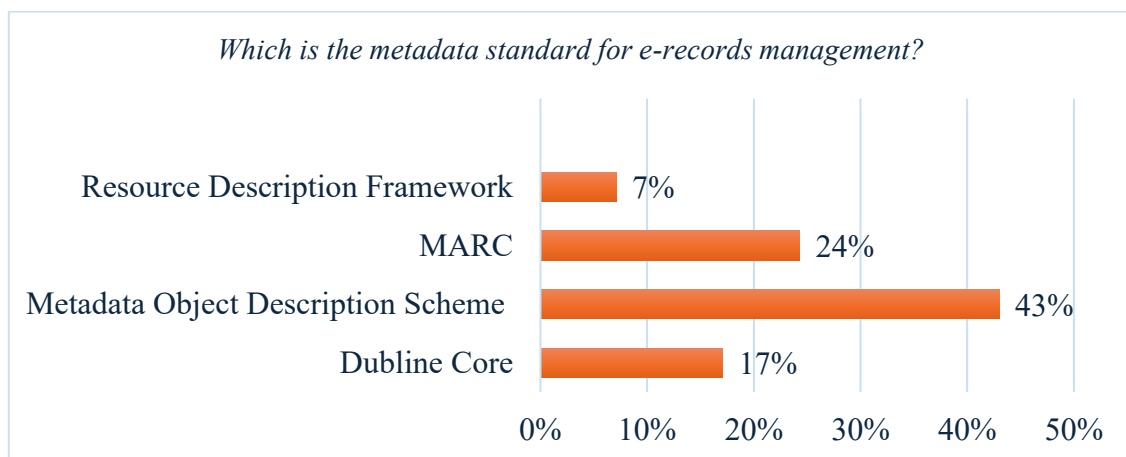 Which is the metadata standard for e-records management?
Resource Description Framework 7%
MARC 24%
Metadata Object Description Scheme 43%
Dubline Core 17%
0% 10% 20% 30% 40% 50%